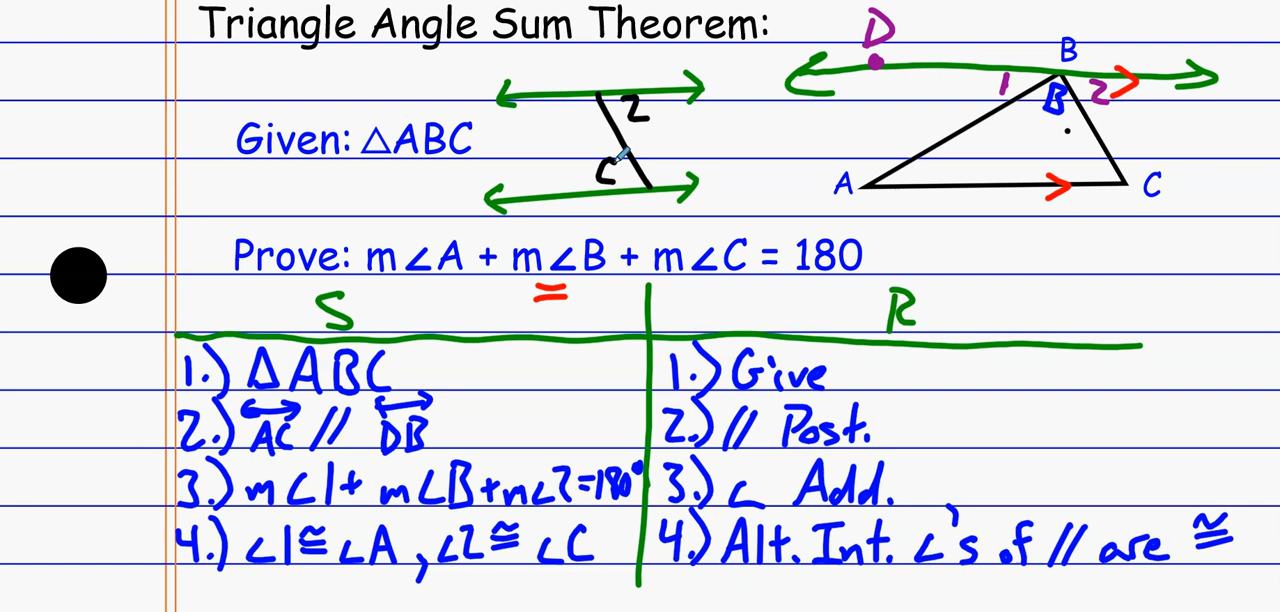 Triangle Angle Sum Theorem:
D
B
1 B 2
2
Given: △ABC
C
A C
Prove: m∠A + m∠B + m∠C = 180
=
S R
1.) △ABC 1.) Give
2.) AC // DB 2.) // Post.
3.) m∠1+ m∠B+m∠2=180° 3.) ∠ Add.
4.) ∠1≅∠A, ∠2≅∠C 4.) Alt. Int. ∠'s of // are ≅